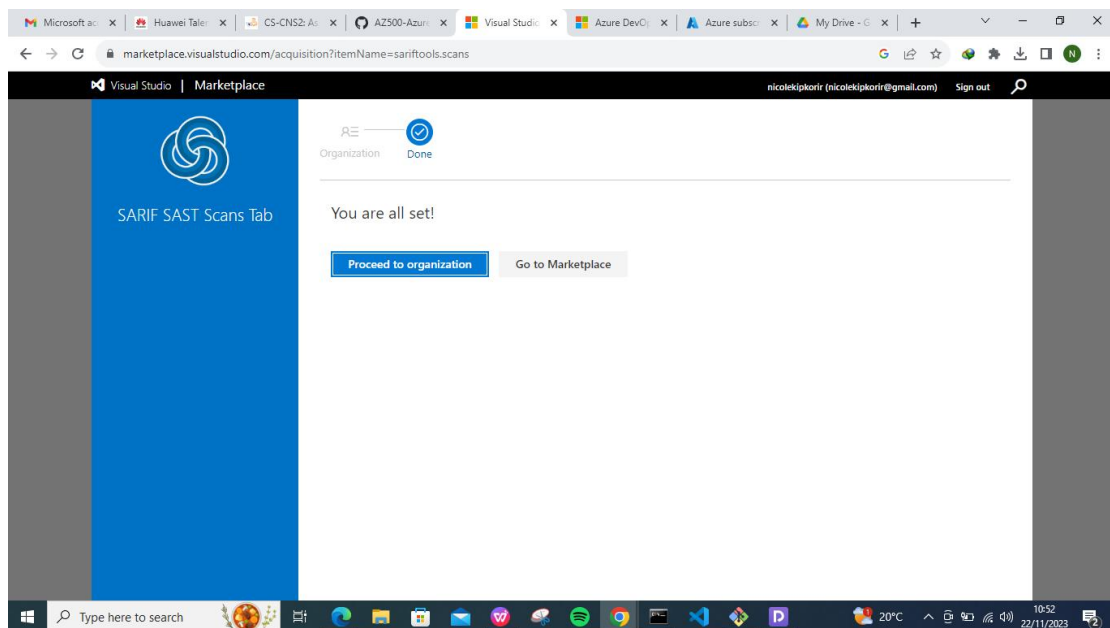 Microsoft ac
Huawei Taler
CS-CNS2: As
AZ500-Azure
Visual Studio
Azure DevOp
Azure subsc
My Drive - G
marketplace.visualstudio.com/acquisition?itemName=sariftools.scans
N
Visual Studio | Marketplace
nicolekipkorir (nicolekipkorir@gmail.com) Sign out
Organization
Done
SARIF SAST Scans Tab
You are all set!
Proceed to organization
Go to Marketplace
Type here to search
20°C
10:52
22/11/2023
2